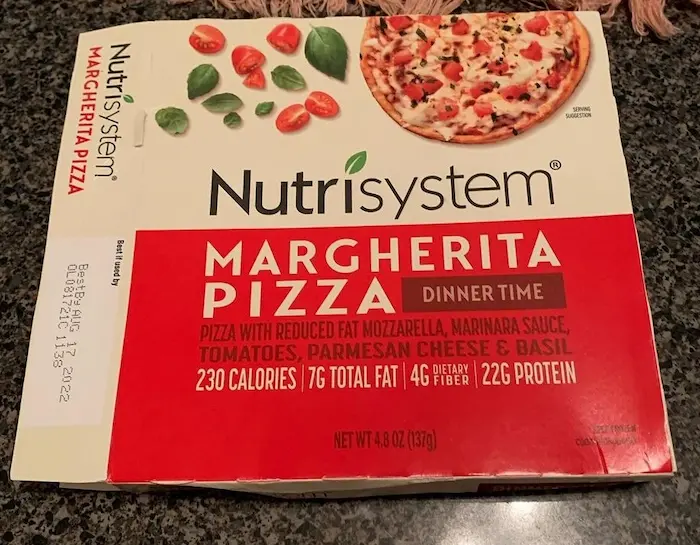 Nutrisystem®
MARGHERITA PIZZA
Best if used by
BestBy AUG 17 2022
0L081721C 1138
SERVING
SUGGESTION
Nutrisystem®
MARGHERITA
PIZZA DINNER TIME
PIZZA WITH REDUCED FAT MOZZARELLA, MARINARA SAUCE,
TOMATOES, PARMESAN CHEESE & BASIL
230 CALORIES | 7G TOTAL FAT | 4G DIETARY FIBER | 22G PROTEIN
NET WT 4.8 OZ (137g)